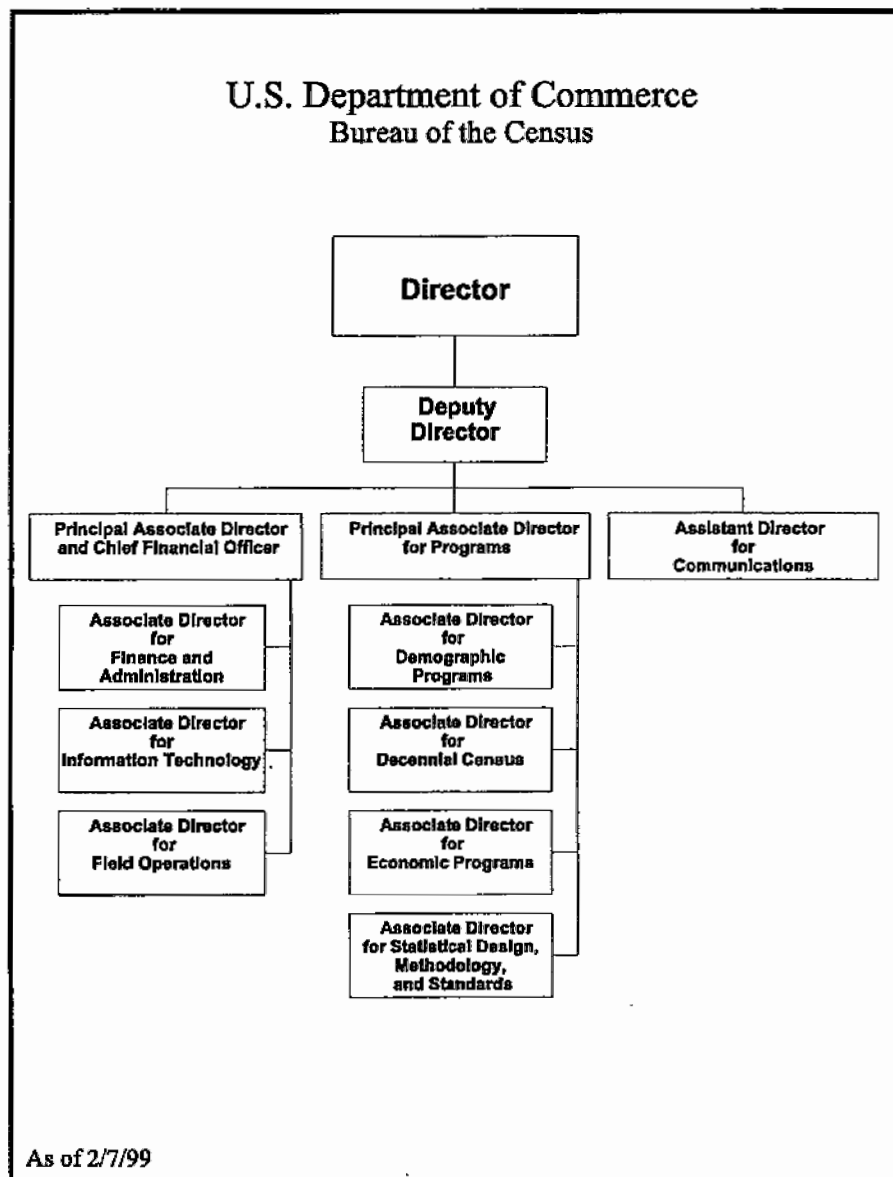 U.S. Department of Commerce
Bureau of the Census
Director
Deputy
Director
Principal Associate Director
and Chief Financial Officer
Associate Director
for
Finance and
Administration
Associate Director
for
Information Technology
Associate Director
for
Field Operations
Principal Associate Director
for Programs
Associate Director
for
Demographic
Programs
Associate Director
for
Decennial Census
Associate Director
for
Economic Programs
Associate Director
for Statistical Design,
Methodology,
and Standards
Assistant Director
for
Communications
As of 2/7/99